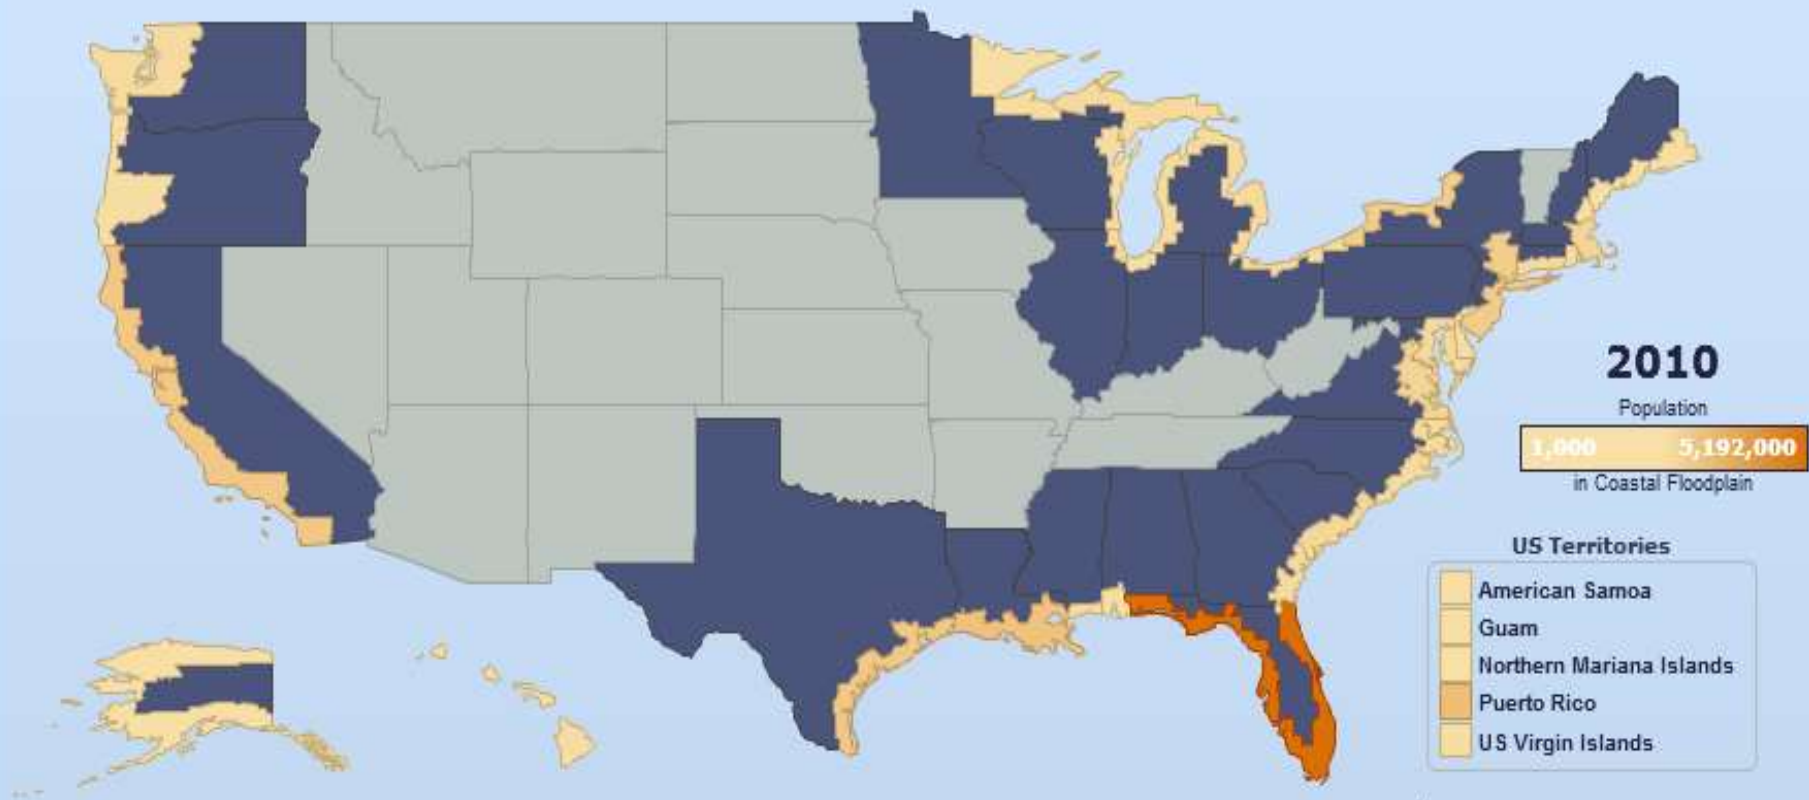 2010
Population
1,000 5,192,000
in Coastal Floodplain
US Territories
American Samoa
Guam
Northern Mariana Islands
Puerto Rico
US Virgin Islands